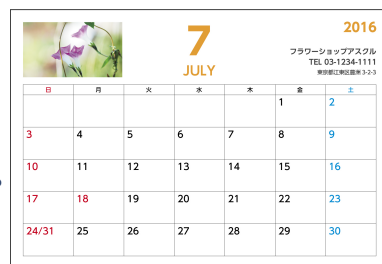 2016
7
JULY
フラワーショップアスクル
TEL 03-1234-1111
東京都江東区豊洲 3-2-3
日 月 火 水 木 金 土
1 2
3 4 5 6 7 8 9
10 11 12 13 14 15 16
17 18 19 20 21 22 23
24/31 25 26 27 28 29 30